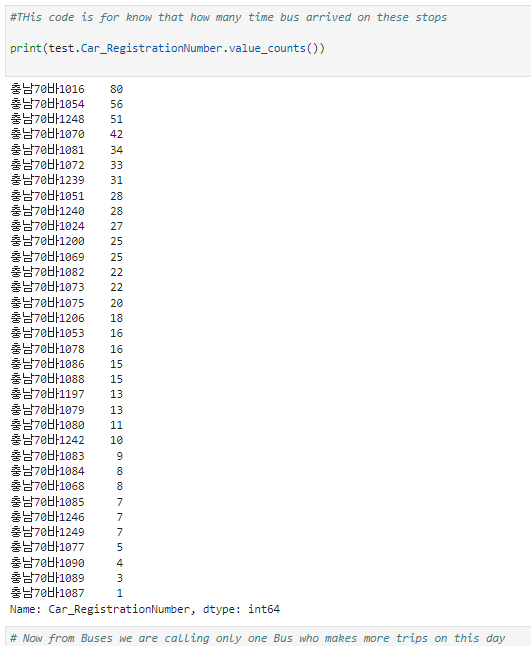 #THis code is for know that how many time bus arrived on these stops
print(test.Car_RegistrationNumber.value_counts())
충남70바1016 80
충남70바1054 56
충남70바1248 51
충남70바1070 42
충남70바1081 34
충남70바1072 33
충남70바1239 31
충남70바1051 28
충남70바1240 28
충남70바1024 27
충남70바1200 25
충남70바1069 25
충남70바1082 22
충남70바1073 22
충남70바1075 20
충남70바1206 18
충남70바1053 16
충남70바1078 16
충남70바1086 15
충남70바1088 15
충남70바1197 13
충남70바1079 13
충남70바1080 11
충남70바1242 10
충남70바1083 9
충남70바1084 8
충남70바1068 8
충남70바1085 7
충남70바1246 7
충남70바1249 7
충남70바1077 5
충남70바1090 4
충남70바1089 3
충남70바1087 1
Name: Car_RegistrationNumber, dtype: int64
# Now from Buses we are calling only one Bus who makes more trips on this day